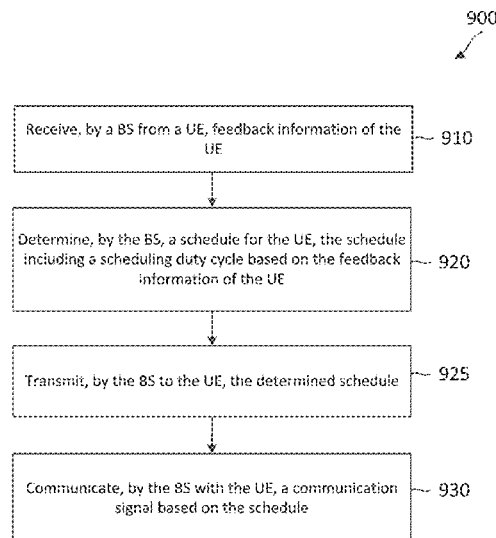 900
Receive, by a BS from a UE, feedback information of the
UE
910
Determine, by the BS, a schedule for the UE, the schedule
including a scheduling duty cycle based on the feedback
information of the UE
920
Transmit, by the BS to the UE, the determined schedule
925
Communicate, by the BS with the UE, a communication
signal based on the schedule
930